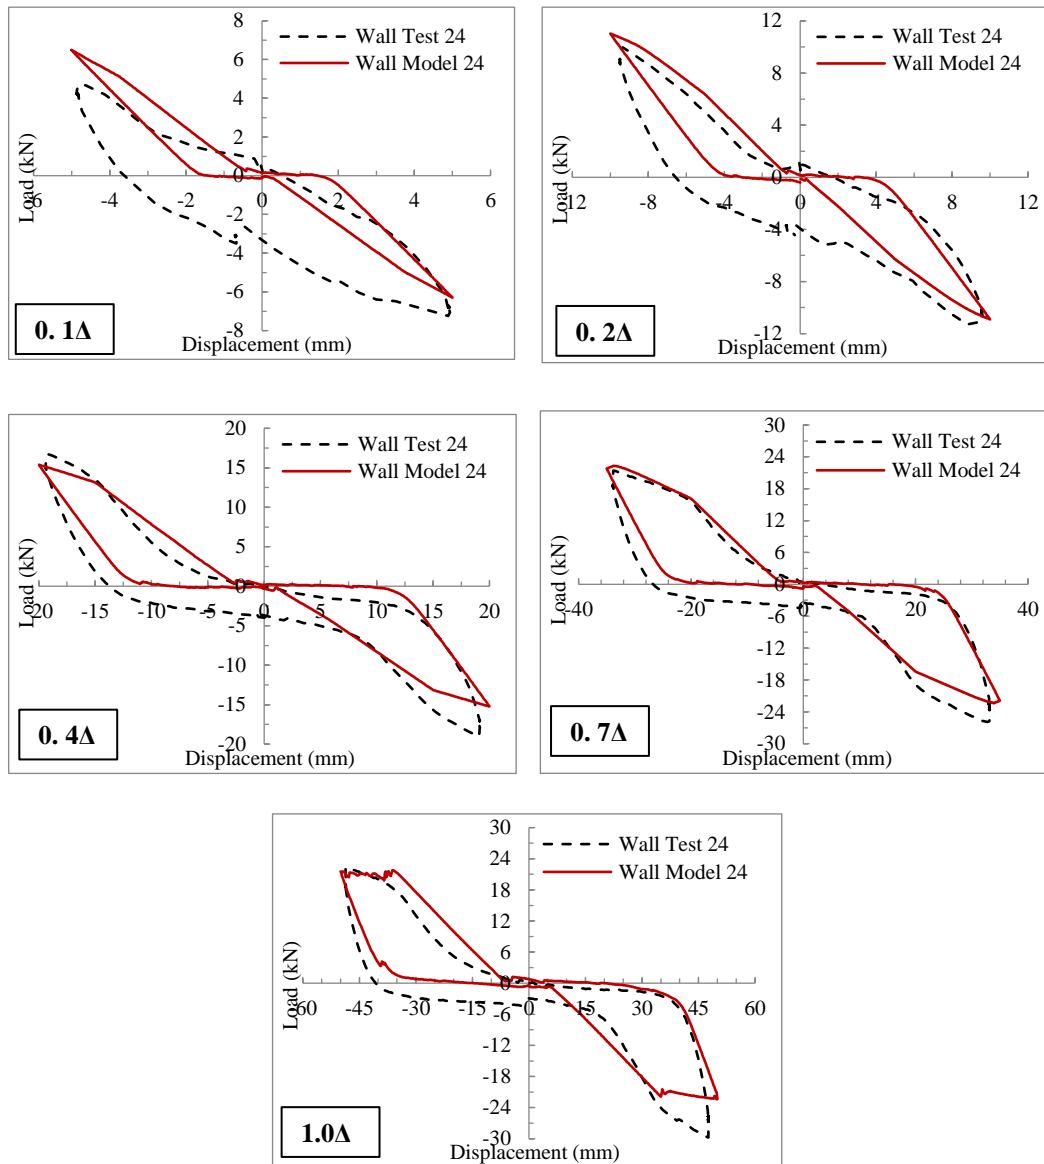 8
6
4
2
0
-2
-4
-6
-8
-6 -4 -2 0 2 4 6
Load (kN)
Displacement (mm)
Wall Test 24
Wall Model 24
0. 1Δ
12
8
4
0
-4
-8
-12
-12 -8 -4 0 4 8 12
Load (kN)
Displacement (mm)
Wall Test 24
Wall Model 24
0. 2Δ
20
15
10
5
0
-5
-10
-15
-20
-20 -15 -10 -5 0 5 10 15 20
Load (kN)
Displacement (mm)
Wall Test 24
Wall Model 24
0. 4Δ
30
24
18
12
6
0
-6
-12
-18
-24
-30
-40 -20 0 20 40
Load (kN)
Displacement (mm)
Wall Test 24
Wall Model 24
0. 7Δ
30
24
18
12
6
0
-6
-12
-18
-24
-30
-60 -45 -30 -15 0 15 30 45 60
Load (kN)
Displacement (mm)
Wall Test 24
Wall Model 24
1.0Δ